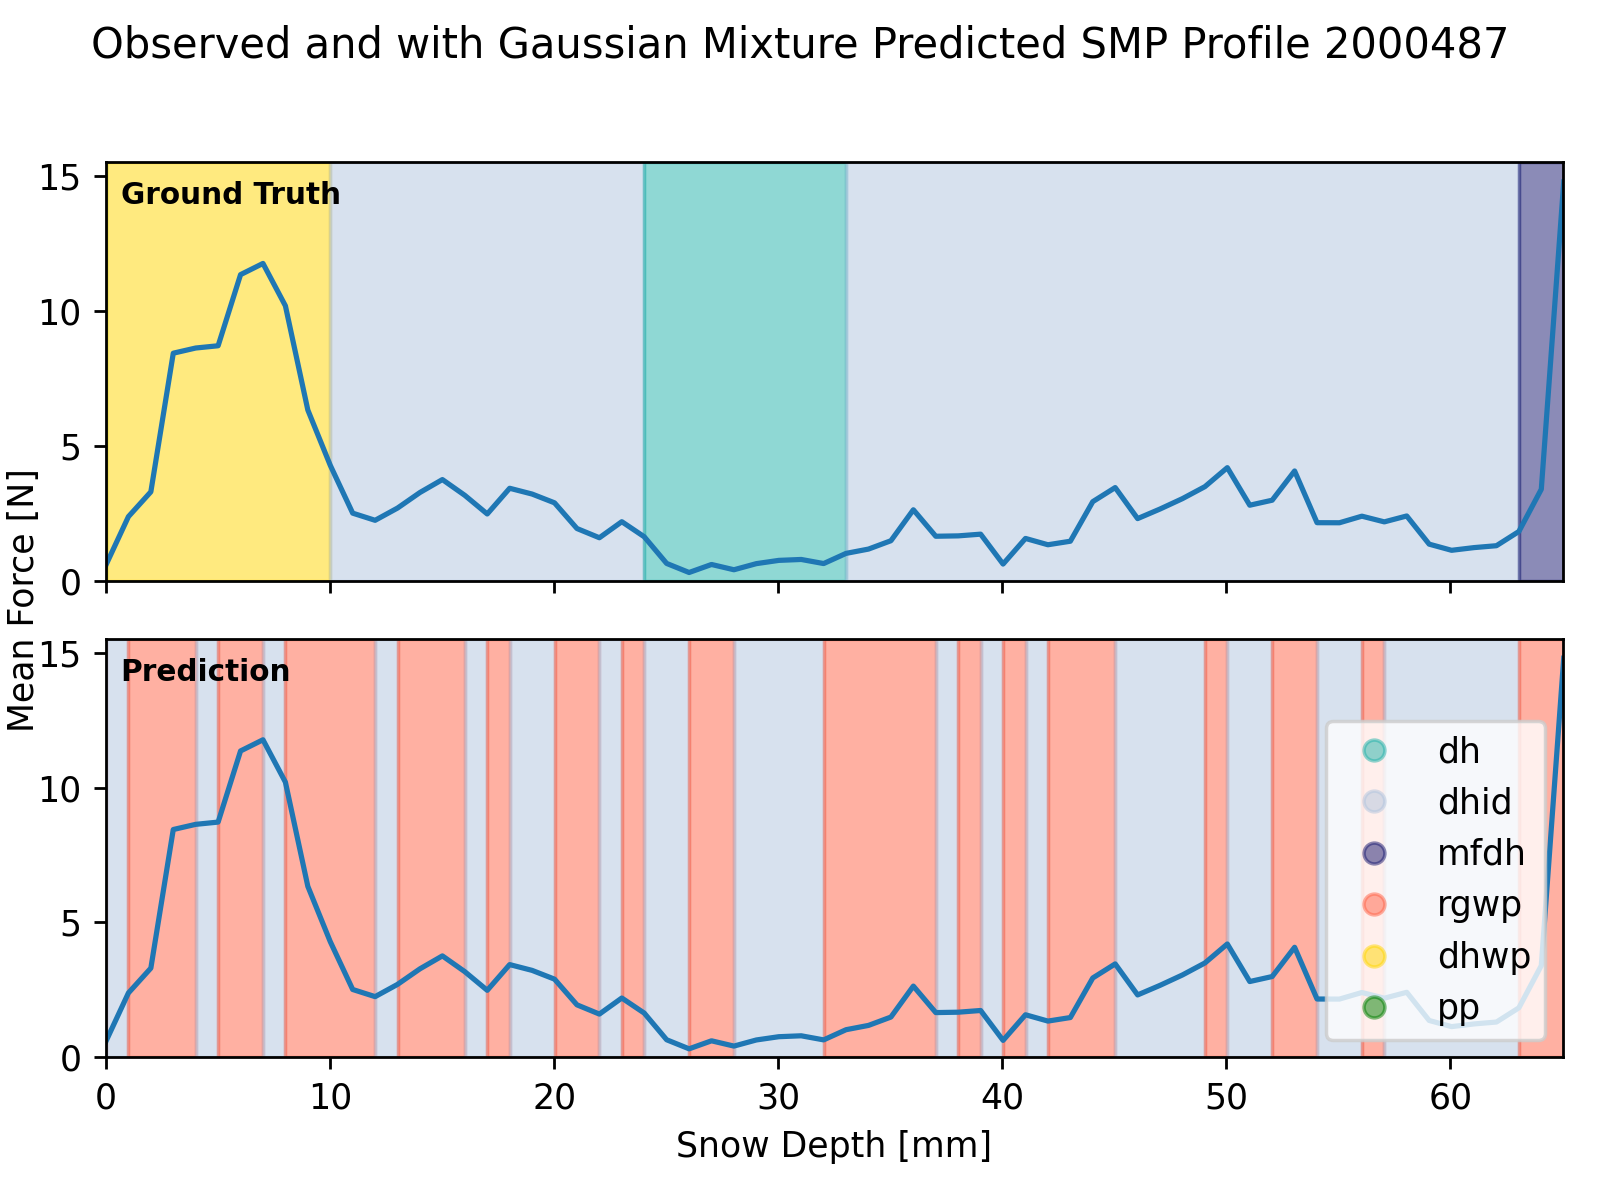 Observed and with Gaussian Mixture Predicted SMP Profile 2000487
15
Ground Truth
10
5
0
Mean Force [N]
15
Prediction
10
5
0
dh
dhid
mfdh
rgwp
dhwp
pp
0 10 20 30 40 50 60
Snow Depth [mm]